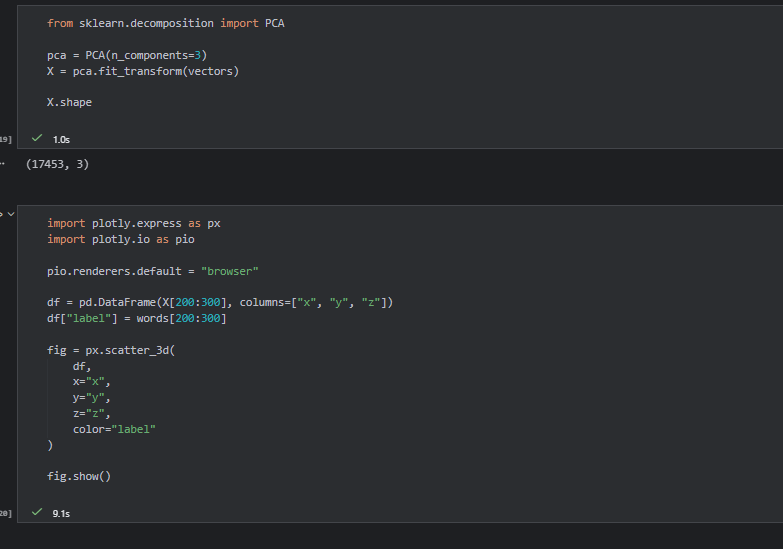 from sklearn.decomposition import PCA
pca = PCA(n_components=3)
X = pca.fit_transform(vectors)
X.shape
19]
1.0s
(17453, 3)
import plotly.express as px
import plotly.io as pio
pio.renderers.default = "browser"
df = pd.DataFrame(X[200:300], columns=["x", "y", "z"])
df["label"] = words[200:300]
fig = px.scatter_3d(
    df,
    x="x",
    y="y",
    z="z",
    color="label"
)
fig.show()
20]
9.1s